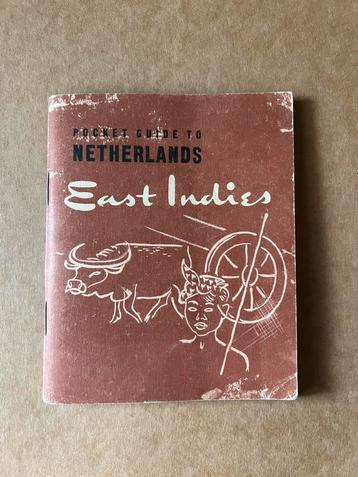 POCKET GUIDE TO
NETHERLANDS
East Indies